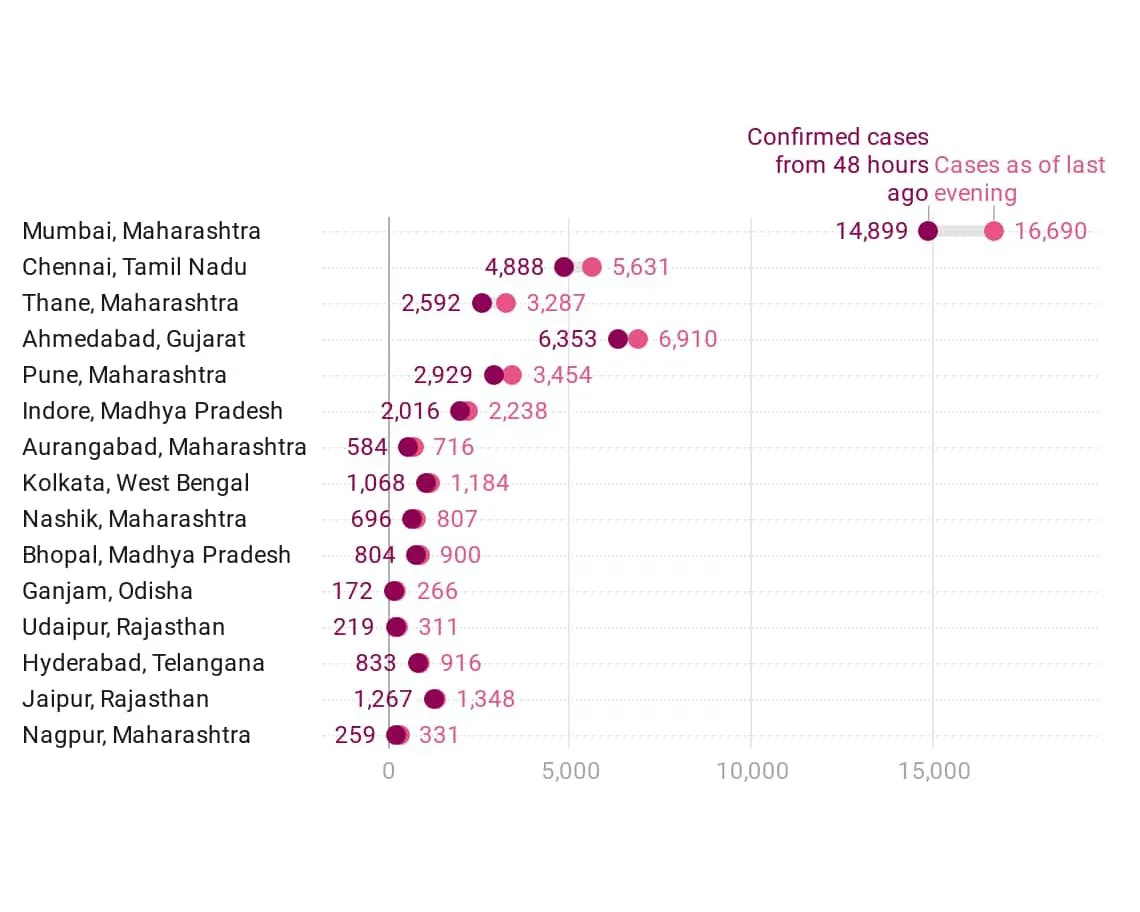 Confirmed cases
from 48 hours Cases as of last
ago evening
Mumbai, Maharashtra 14,899 16,690
Chennai, Tamil Nadu 4,888 5,631
Thane, Maharashtra 2,592 3,287
Ahmedabad, Gujarat 6,353 6,910
Pune, Maharashtra 2,929 3,454
Indore, Madhya Pradesh 2,016 2,238
Aurangabad, Maharashtra 584 716
Kolkata, West Bengal 1,068 1,184
Nashik, Maharashtra 696 807
Bhopal, Madhya Pradesh 804 900
Ganjam, Odisha 172 266
Udaipur, Rajasthan 219 311
Hyderabad, Telangana 833 916
Jaipur, Rajasthan 1,267 1,348
Nagpur, Maharashtra 259 331
0 5,000 10,000 15,000